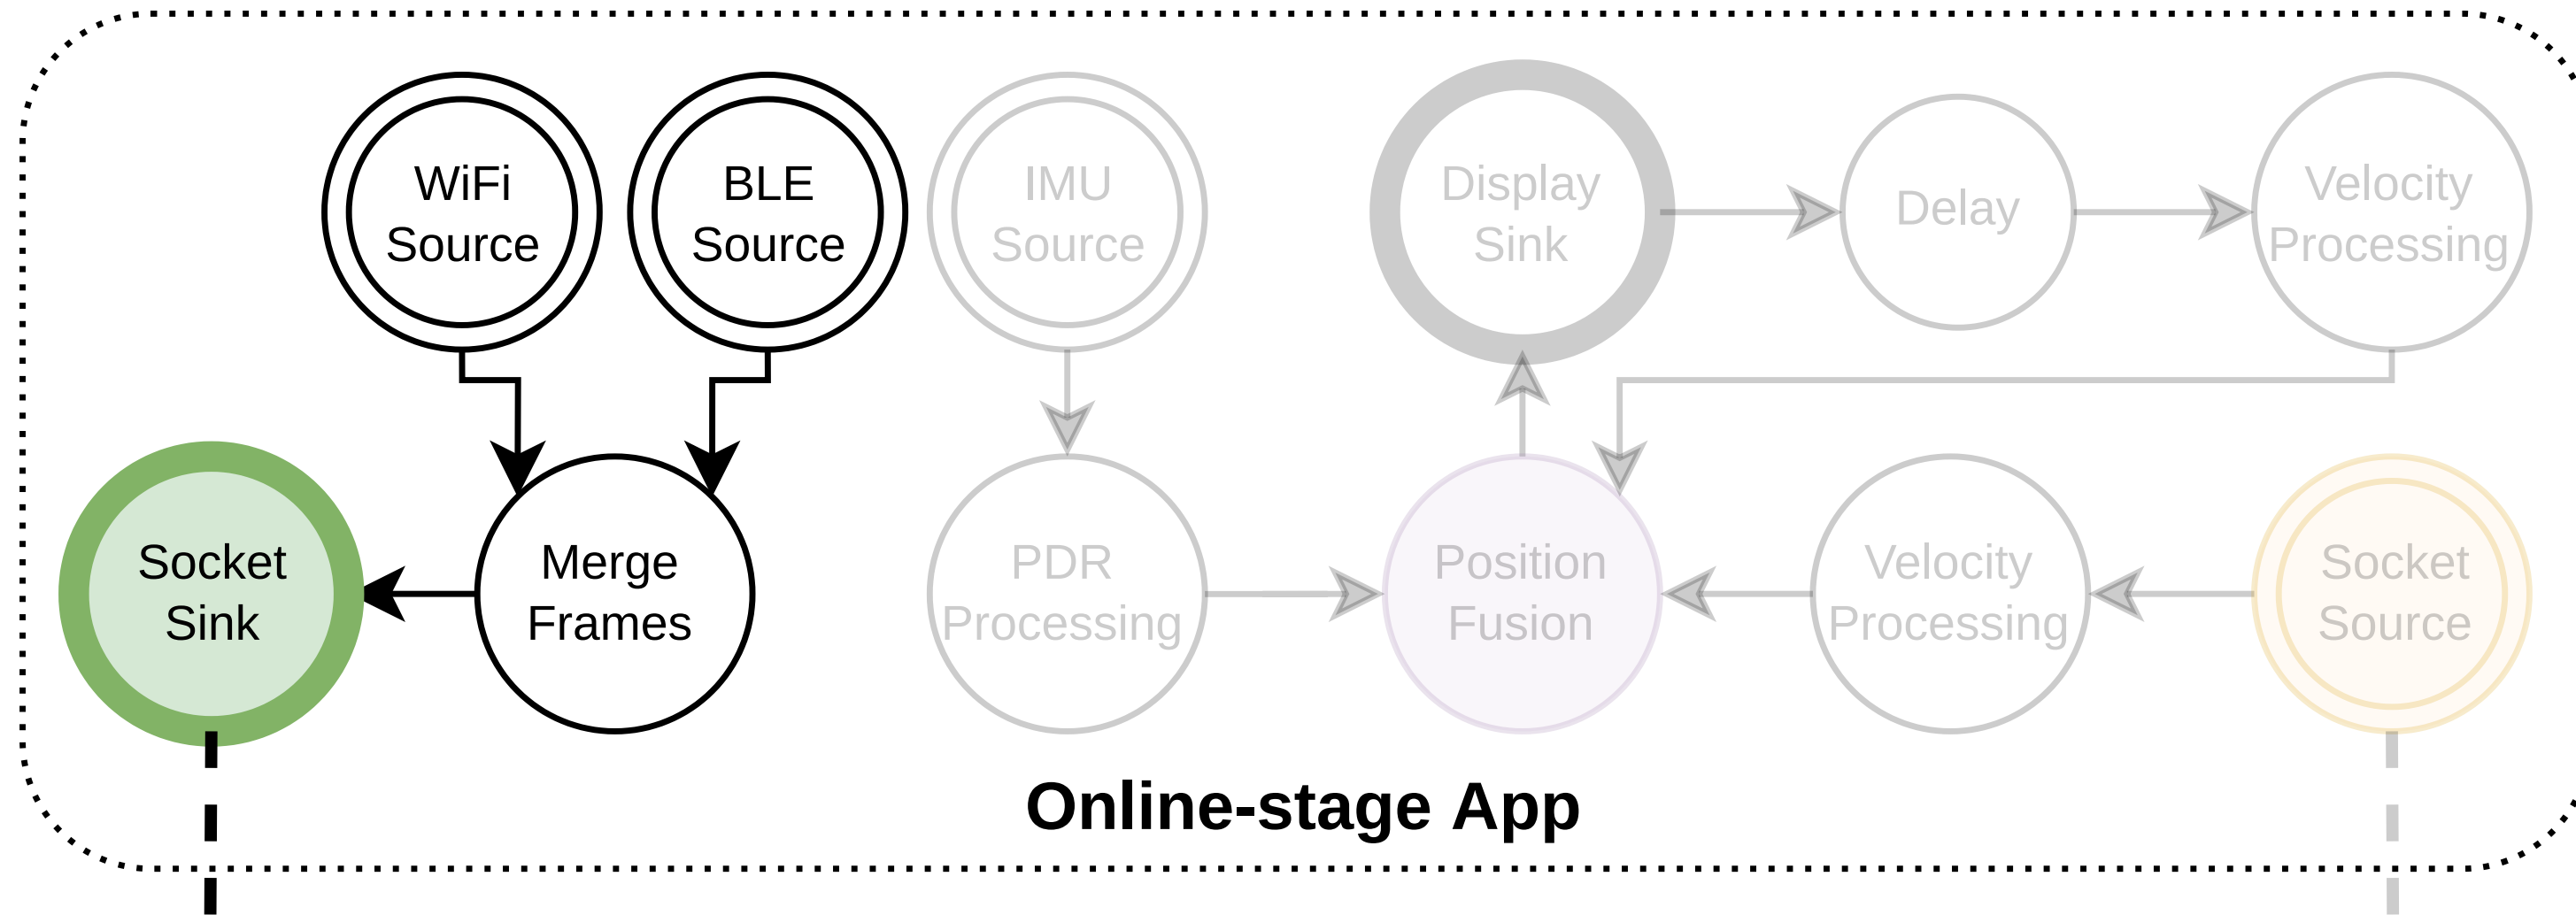 WiFi
Source
BLE
Source
IMU
Source
Display
Sink
Delay
Velocity
Processing
Socket
Sink
Merge
Frames
PDR
Processing
Position
Fusion
Velocity
Processing
Socket
Source
Online-stage App